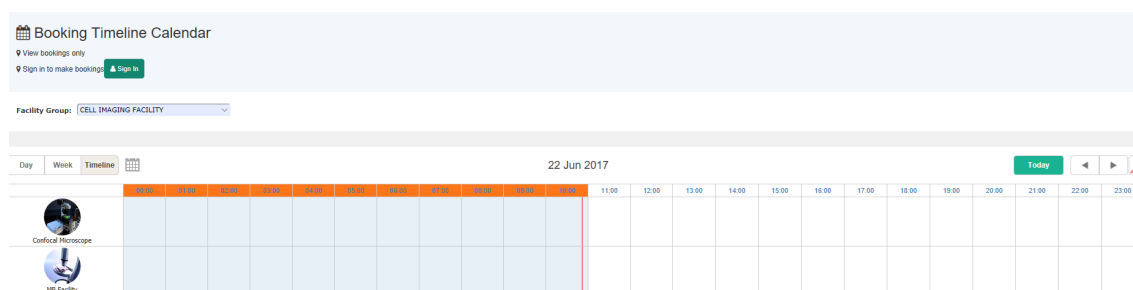 Booking Timeline Calendar
View bookings only
Sign in to make bookings Sign In
Facility Group: CELL IMAGING FACILITY
Day Week Timeline 22 Jun 2017 Today
00:00 01:00 02:00 03:00 04:00 05:00 06:00 07:00 08:00 09:00 10:00 11:00 12:00 13:00 14:00 15:00 16:00 17:00 18:00 19:00 20:00 21:00 22:00 23:00
Confocal Microscope
MR Facility